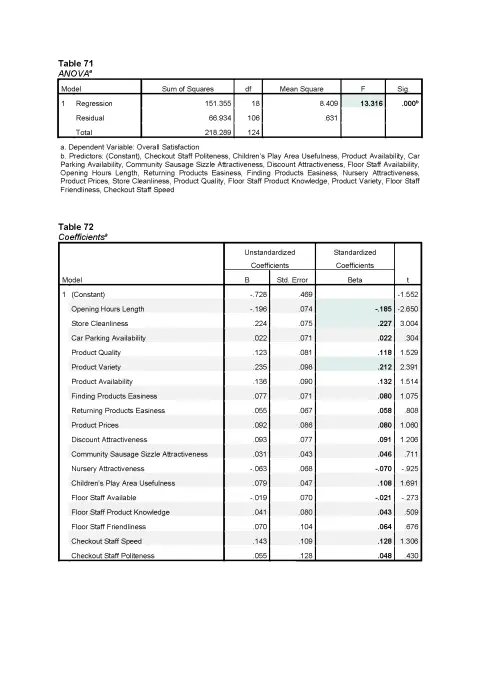 Table 71
ANOVAᵃ
Model Sum of Squares df Mean Square F Sig.
1 Regression 151.355 18 8.409 13.316 .000ᵇ
Residual 66.934 106 .631
Total 218.289 124
a. Dependent Variable: Overall Satisfaction
b. Predictors: (Constant), Checkout Staff Politeness, Children's Play Area Usefulness, Product Availability, Car
Parking Availability, Community Sausage Sizzle Attractiveness, Discount Attractiveness, Floor Staff Availability,
Opening Hours Length, Returning Products Easiness, Finding Products Easiness, Nursery Attractiveness,
Product Prices, Store Cleanliness, Product Quality, Floor Staff Product Knowledge, Product Variety, Floor Staff
Friendliness, Checkout Staff Speed
Table 72
Coefficientsᵃ
Unstandardized Standardized
Coefficients Coefficients
Model B Std. Error Beta t
1 (Constant) -.728 .469 -1.552
Opening Hours Length -.196 .074 -.185 -2.650
Store Cleanliness .224 .075 .227 3.004
Car Parking Availability .022 .071 .022 .304
Product Quality .123 .081 .118 1.529
Product Variety .235 .098 .212 2.391
Product Availability .136 .090 .132 1.514
Finding Products Easiness .077 .071 .080 1.075
Returning Products Easiness .055 .067 .058 .808
Product Prices .092 .086 .080 1.060
Discount Attractiveness .093 .077 .091 1.206
Community Sausage Sizzle Attractiveness .031 .043 .046 .711
Nursery Attractiveness -.063 .068 -.070 -.925
Children's Play Area Usefulness .079 .047 .108 1.691
Floor Staff Available -.019 .070 -.021 -.273
Floor Staff Product Knowledge .041 .080 .043 .509
Floor Staff Friendliness .070 .104 .064 .676
Checkout Staff Speed .143 .109 .128 1.306
Checkout Staff Politeness .055 .128 .048 .430